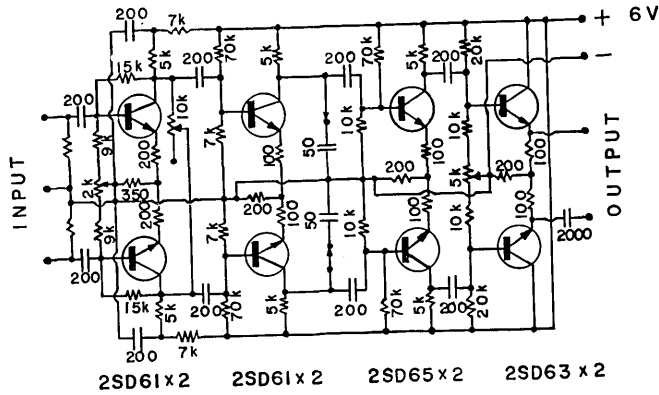 200 7k + 6V
70k 5k 70k 5k 20k −
5k 15k 200 200 200
200 10k
9k 7k 10k 10k
200 100 50 100 100
INPUT 2k 350 200 200 5k 200 OUTPUT
200 50 100 100 100
9k 7k 10k 10k 2000
200
15k 200 200 200
5k 70k 5k 70k 5k 20k
200 7k
2SD61×2 2SD61×2 2SD65×2 2SD63×2